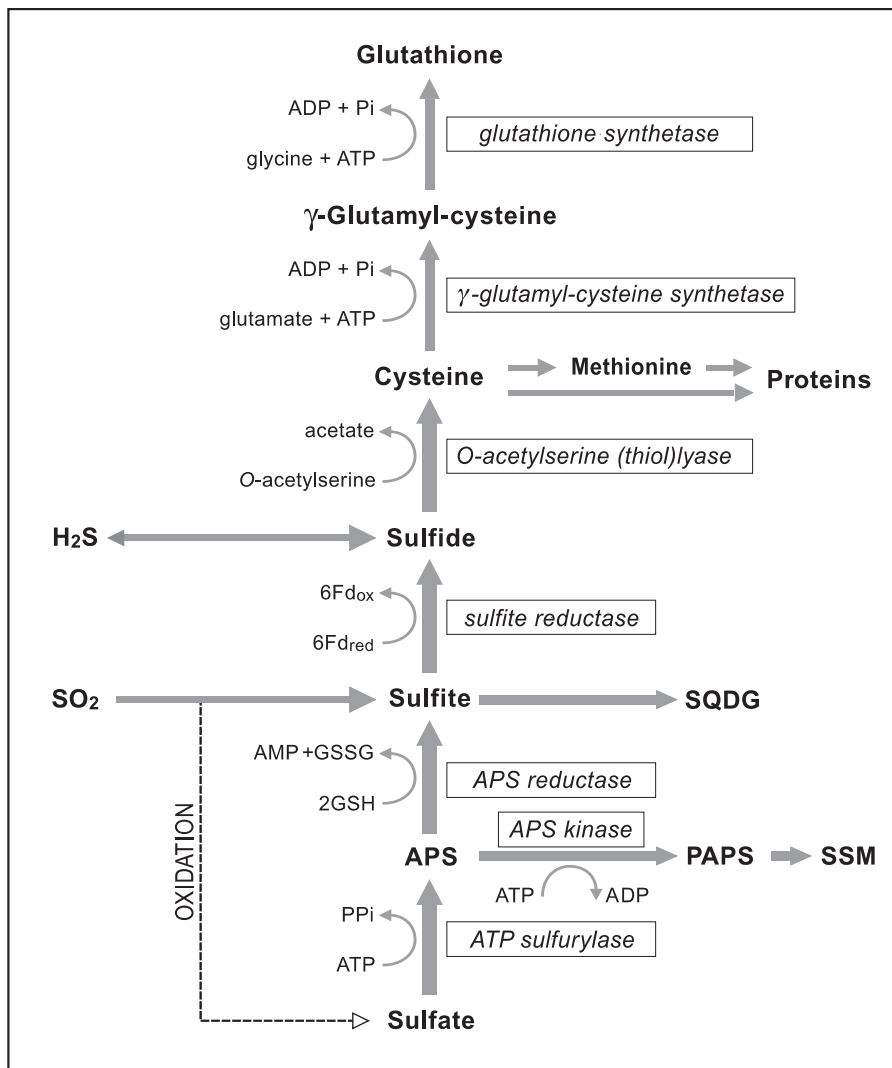 Glutathione
ADP + Pi
glutathione synthetase
glycine + ATP
γ-Glutamyl-cysteine
ADP + Pi
γ-glutamyl-cysteine synthetase
glutamate + ATP
Cysteine
Methionine
Proteins
acetate
O-acetylserine (thiol)lyase
O-acetylserine
H2S
Sulfide
6Fdox
sulfite reductase
6Fdred
SO2
Sulfite
SQDG
AMP +GSSG
APS reductase
2GSH
APS kinase
APS
PAPS
SSM
OXIDATION
ATP
ADP
PPi
ATP sulfurylase
ATP
Sulfate